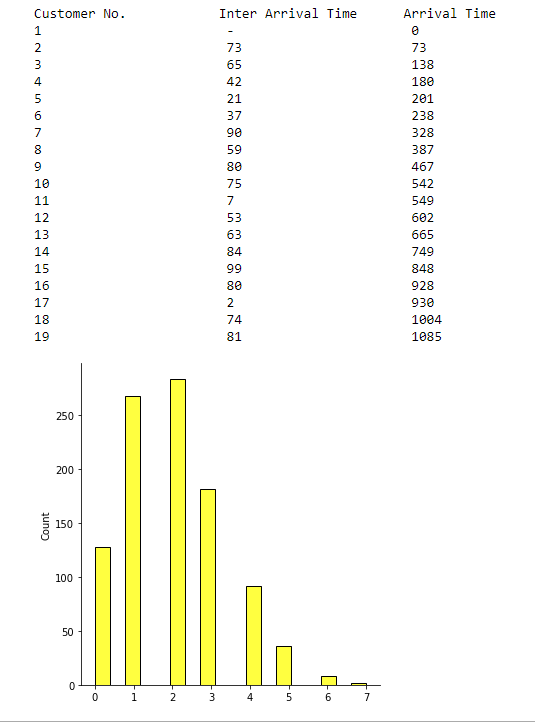 Customer No. Inter Arrival Time Arrival Time
1 - 0
2 73 73
3 65 138
4 42 180
5 21 201
6 37 238
7 90 328
8 59 387
9 80 467
10 75 542
11 7 549
12 53 602
13 63 665
14 84 749
15 99 848
16 80 928
17 2 930
18 74 1004
19 81 1085
250
200
150
100
50
0
Count
0 1 2 3 4 5 6 7